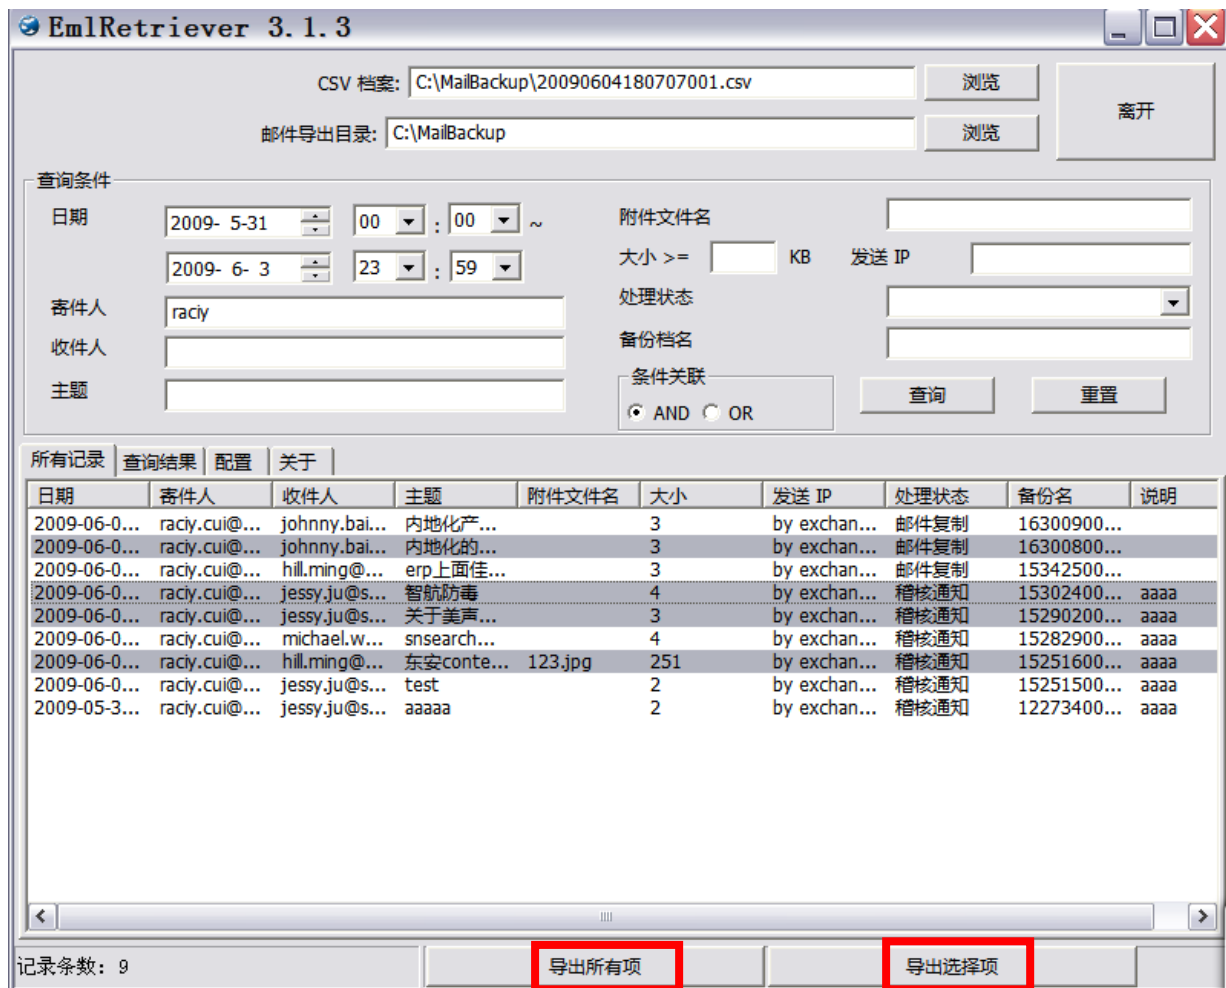 EmlRetriever 3.1.3
CSV 档案: C:\MailBackup\20090604180707001.csv 浏览
离开
邮件导出目录: C:\MailBackup 浏览
查询条件
日期 2009- 5-31 00 : 00 ~ 附件文件名
2009- 6- 3 23 : 59 大小 >= KB 发送 IP
寄件人 raciy 处理状态
收件人 备份档名
主题 条件关联 查询 重置
AND OR
所有记录 查询结果 配置 关于
日期 寄件人 收件人 主题 附件文件名 大小 发送 IP 处理状态 备份名 说明
2009-06-0... raciy.cui@... johnny.bai... 内地化产... 3 by exchan... 邮件复制 16300900...
2009-06-0... raciy.cui@... johnny.bai... 内地化的... 3 by exchan... 邮件复制 16300800...
2009-06-0... raciy.cui@... hill.ming@... erp上面佳... 3 by exchan... 邮件复制 15342500...
2009-06-0... raciy.cui@... jessy.ju@s... 智航防毒 4 by exchan... 稽核通知 15302400... aaaa
2009-06-0... raciy.cui@... jessy.ju@s... 关于美声... 3 by exchan... 稽核通知 15290200... aaaa
2009-06-0... raciy.cui@... michael.w... snsearch... 4 by exchan... 稽核通知 15282900... aaaa
2009-06-0... raciy.cui@... hill.ming@... 东安conte... 123.jpg 251 by exchan... 稽核通知 15251600... aaaa
2009-06-0... raciy.cui@... jessy.ju@s... test 2 by exchan... 稽核通知 15251500... aaaa
2009-05-3... raciy.cui@... jessy.ju@s... aaaaa 2 by exchan... 稽核通知 12273400... aaaa
记录条数: 9 导出所有项 导出选择项